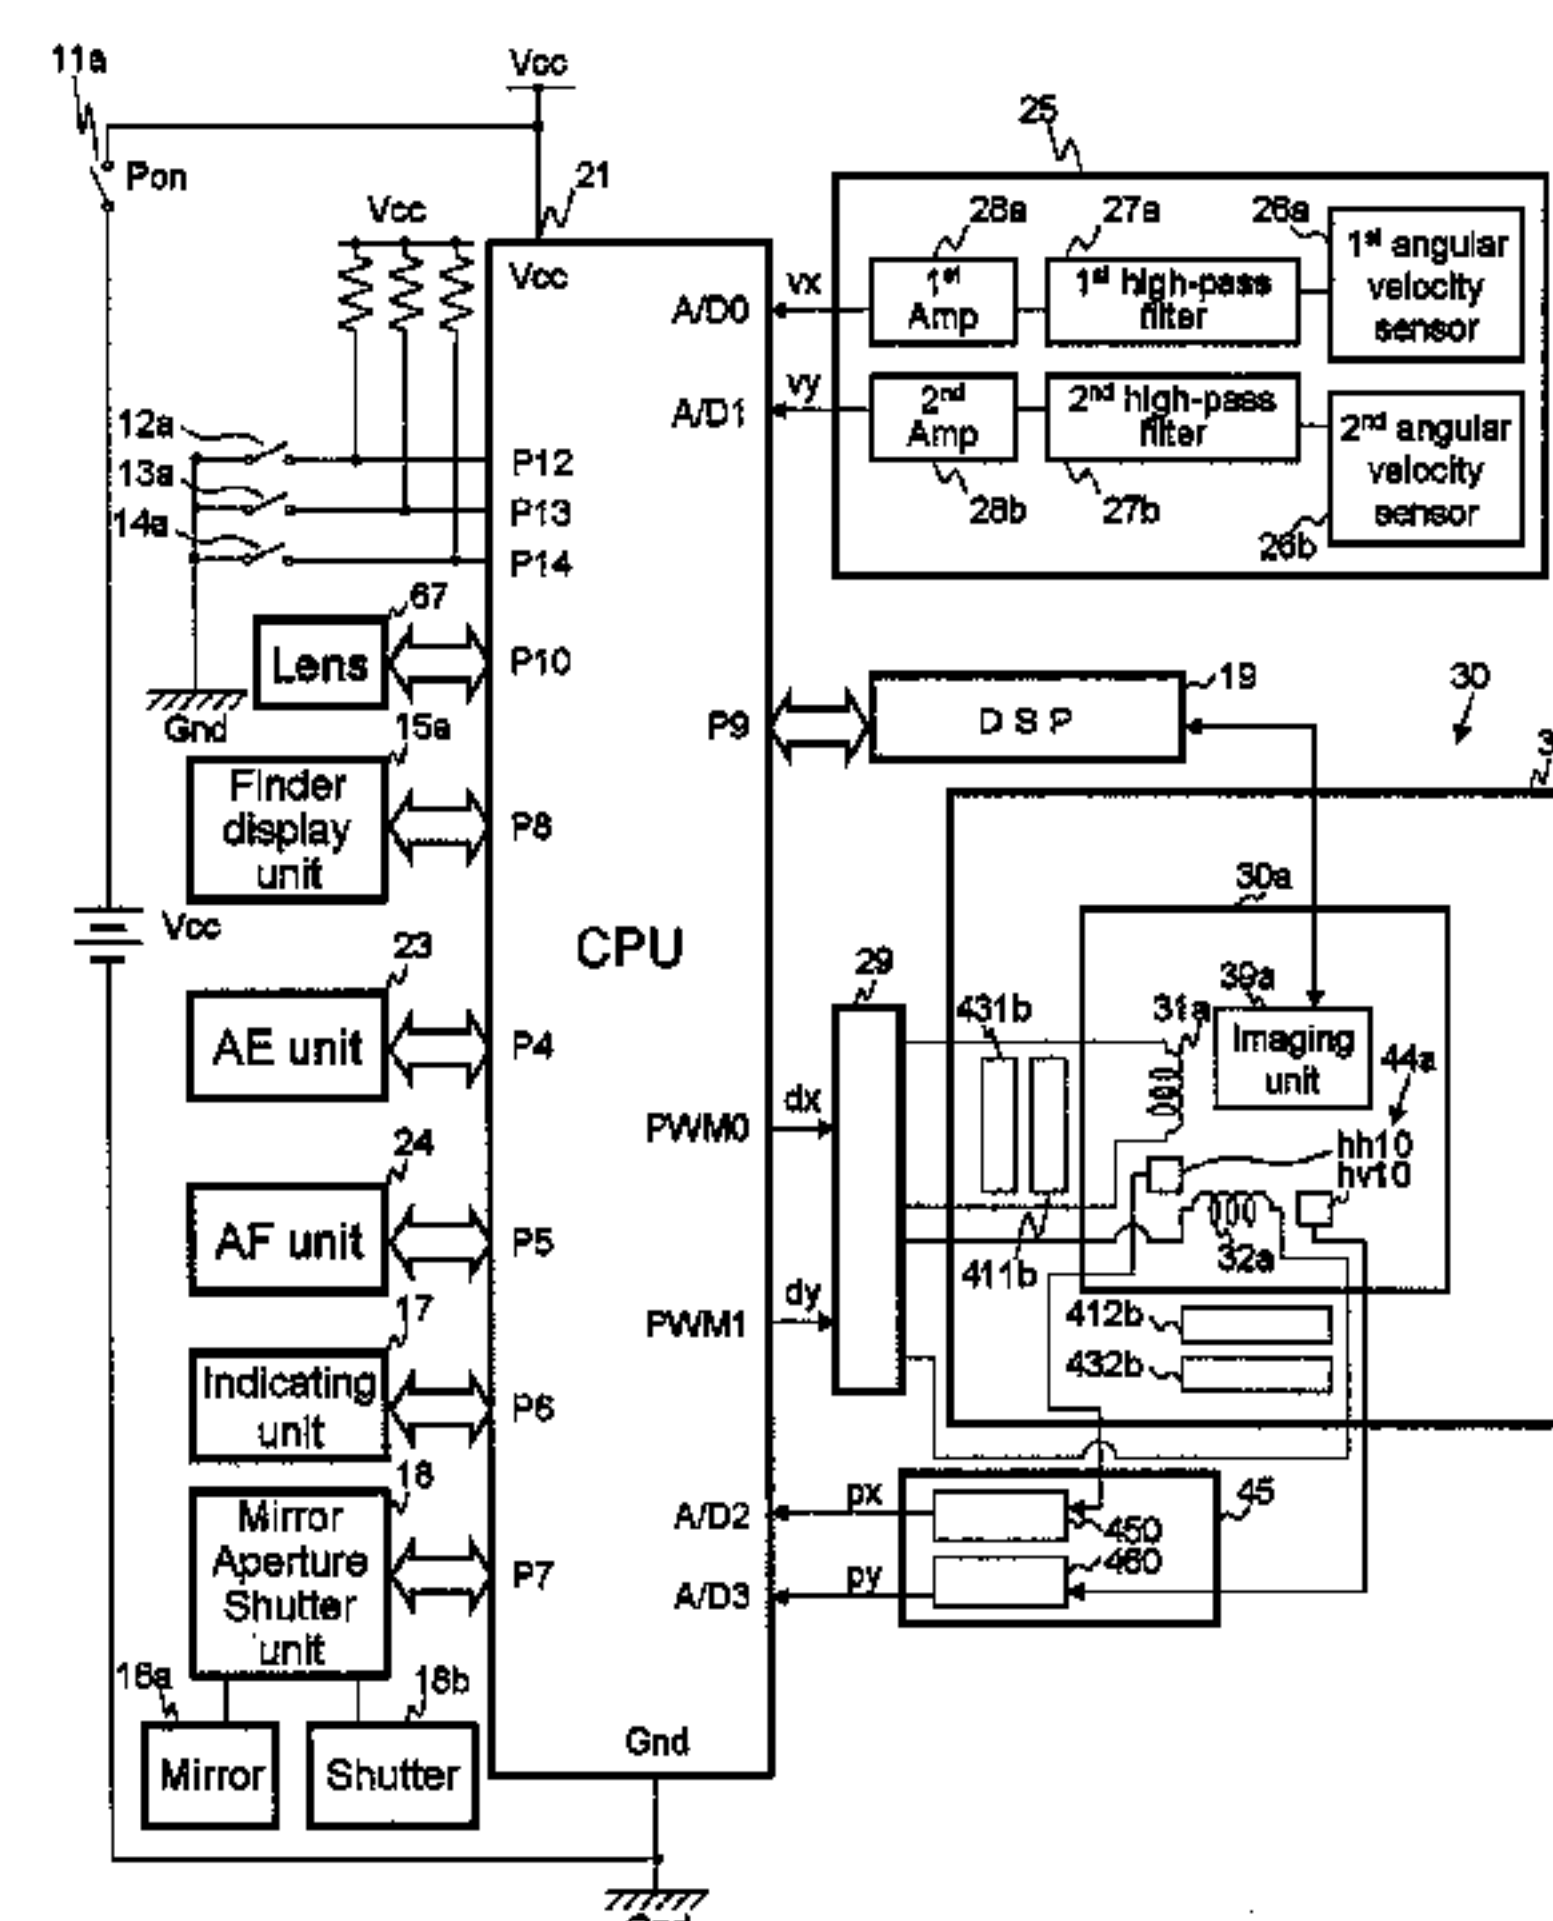 11a
Vcc
Pon
21
Vcc
25
28a
27a
26a
Vcc
A/D0
vx
1st
Amp
1st high-pass
filter
1st angular
velocity
sensor
A/D1
vy
2nd
Amp
2nd high-pass
filter
2nd angular
velocity
sensor
28b
27b
26b
12a
13a
14a
P12
P13
P14
67
Lens
P10
Gnd
15a
Finder
display
unit
P8
P9
DSP
19
30
3
Vcc
CPU
23
AE unit
P4
24
AF unit
P5
17
Indicating
unit
P6
18
Mirror
Aperture
Shutter
unit
P7
18a
18b
Mirror
Shutter
29
431b
31a
30a
39a
Imaging
unit
44a
hh10
hv10
PWM0
dx
411b
32a
PWM1
dy
412b
432b
A/D2
px
450
45
A/D3
py
460
Gnd